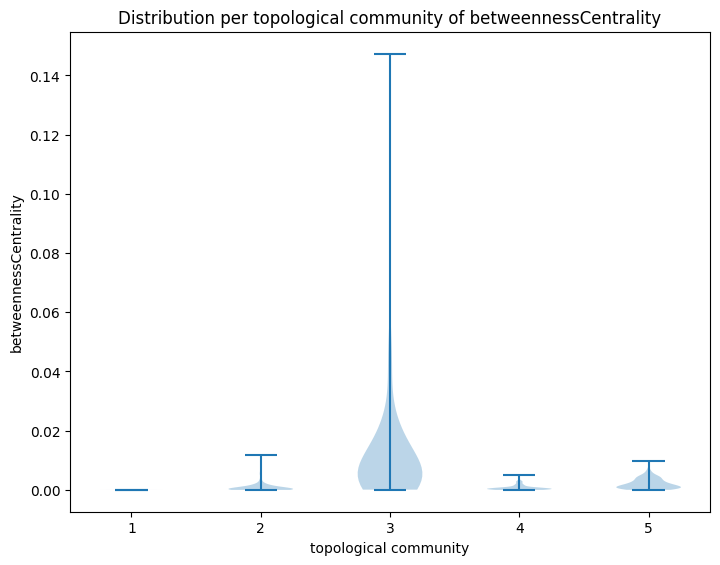 Distribution per topological community of betweennessCentrality
betweennessCentrality
0.14
0.12
0.10
0.08
0.06
0.04
0.02
0.00
1 2 3 4 5
topological community